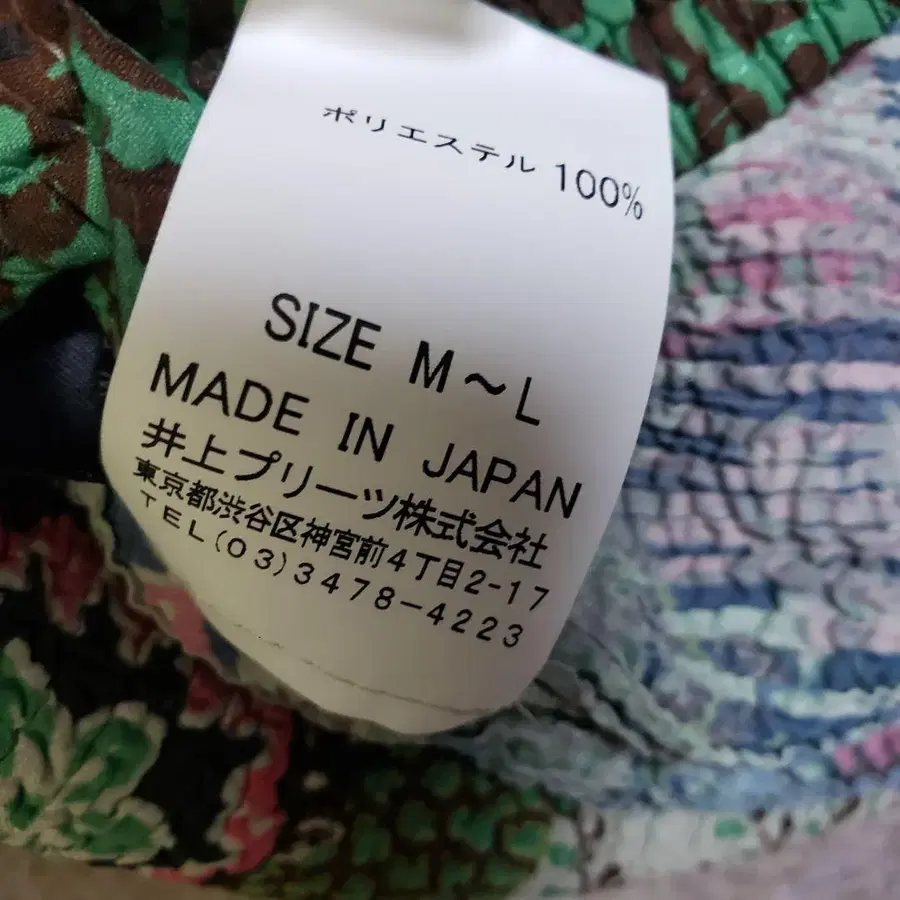 ポリエステル 100%
SIZE M～L
MADE IN JAPAN
井上プリーツ株式会社
東京都渋谷区神宮前4丁目2-17
TEL(03)3478-4223